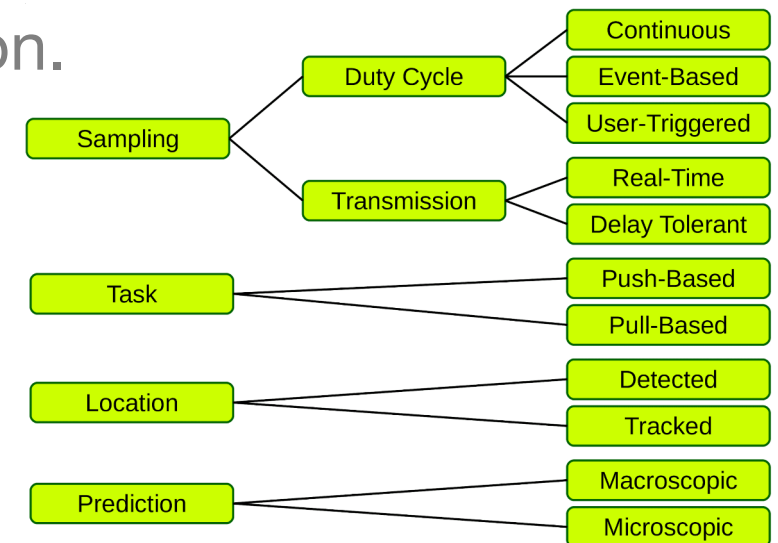 on.
Continuous
Duty Cycle
Event-Based
User-Triggered
Sampling
Real-Time
Transmission
Delay Tolerant
Push-Based
Task
Pull-Based
Detected
Location
Tracked
Macroscopic
Prediction
Microscopic